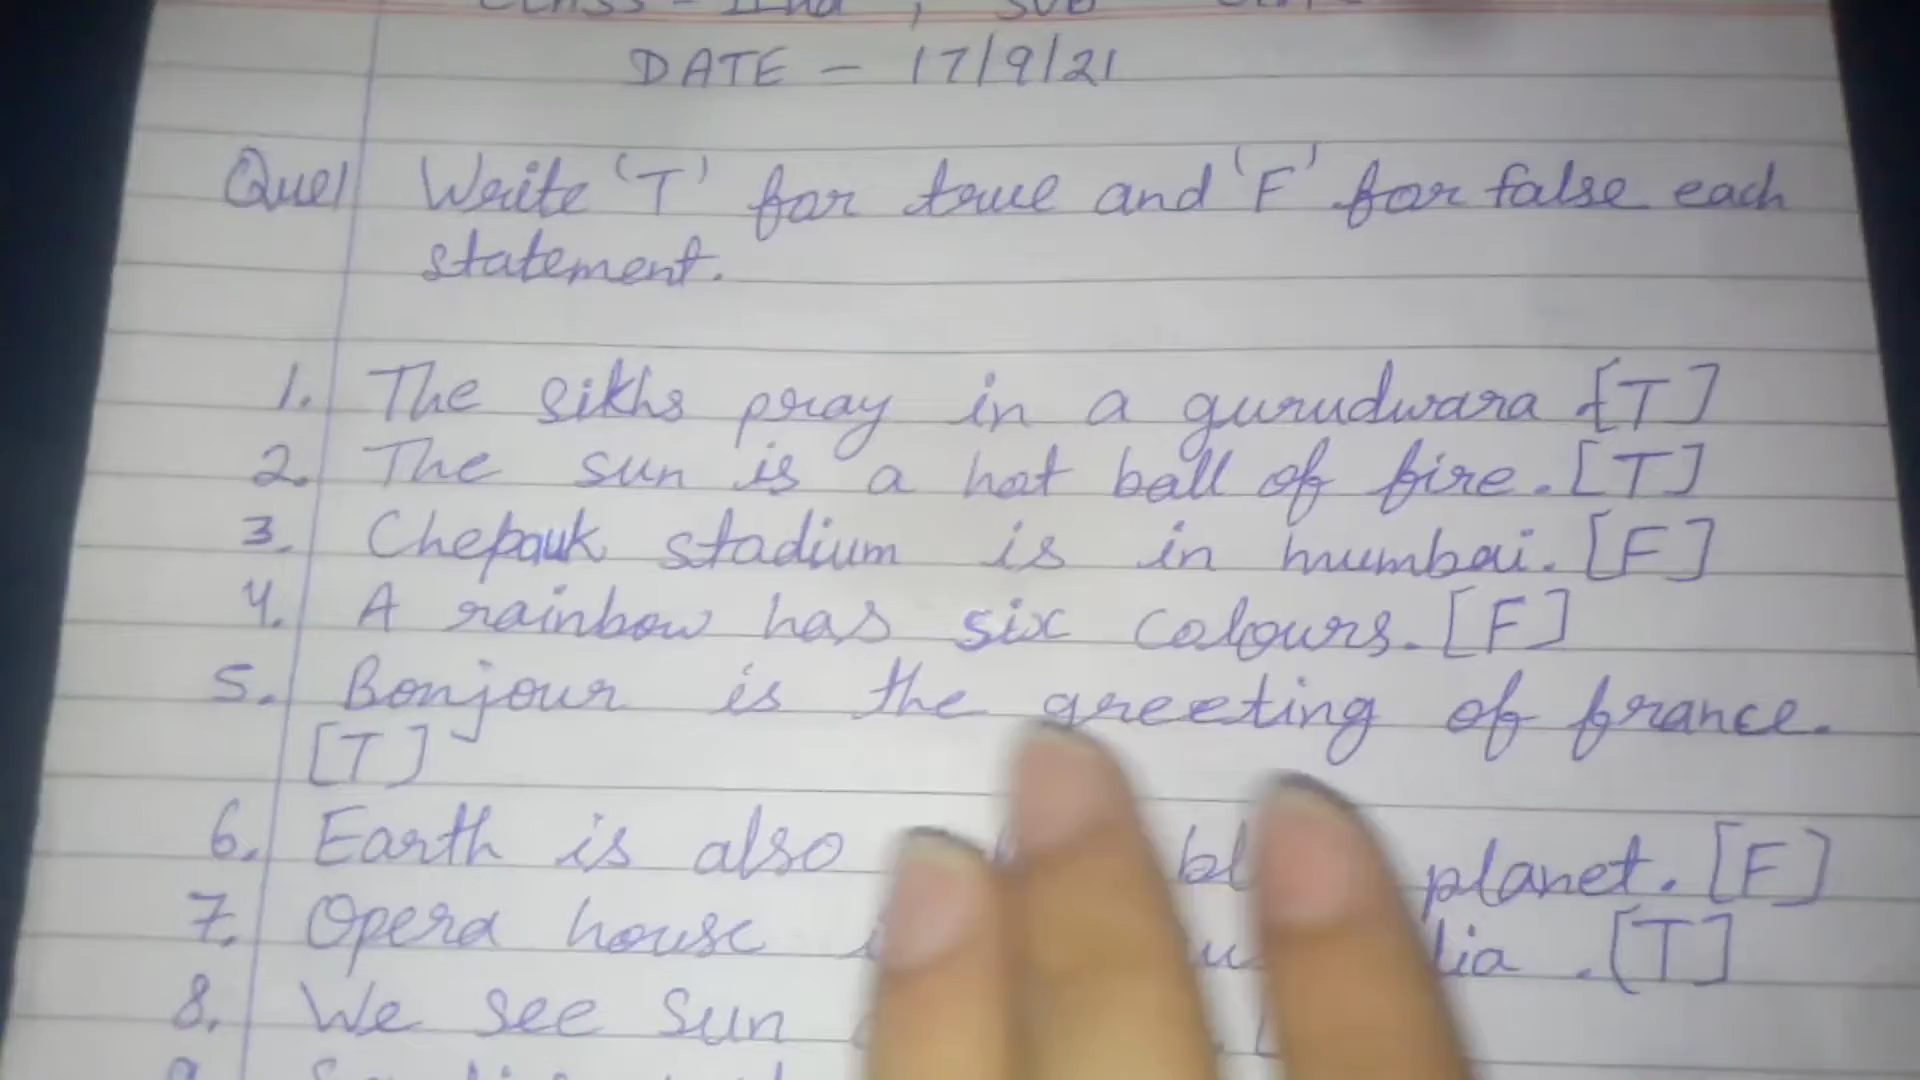 DATE - 17/9/21
Que1 Write 'T' for true and 'F' for false each
statement.
1. The sikhs pray in a gurudwara [T]
2. The sun is a hot ball of fire. [T]
3. Chepauk stadium is in mumbai. [F]
4. A rainbow has six colours. [F]
5. Bonjour is the greeting of france.
[T]
6. Earth is also planet. [F]
7. Opera house . [T]
8. We see sun
9.